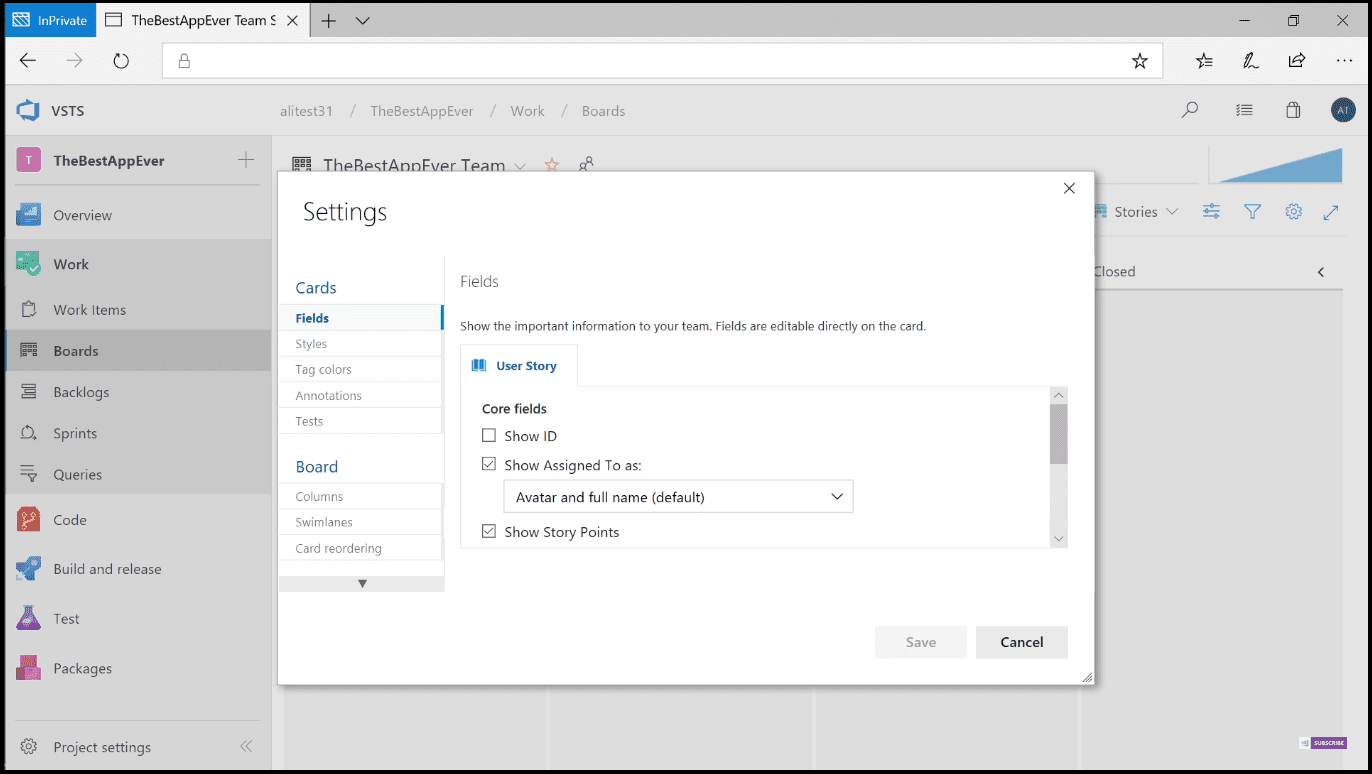 InPrivate
TheBestAppEver Team S
VSTS
alitest31 / TheBestAppEver / Work / Boards
AT
T
TheBestAppEver
TheBestAppEver Team
Overview
Stories
Work
Closed
Work Items
Boards
Backlogs
Sprints
Queries
Code
Build and release
Test
Packages
Project settings
Settings
Cards
Fields
Styles
Tag colors
Annotations
Tests
Board
Columns
Swimlanes
Card reordering
Fields
Show the important information to your team. Fields are editable directly on the card.
User Story
Core fields
Show ID
Show Assigned To as:
Avatar and full name (default)
Show Story Points
Save
Cancel
SUBSCRIBE